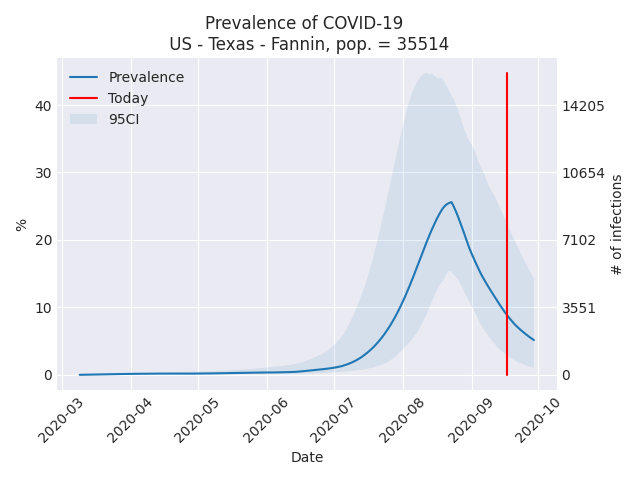 Prevalence of COVID-19
US - Texas - Fannin, pop. = 35514
Prevalence
Today
95CI
%
40
30
20
10
0
14205
10654
7102
3551
0
# of infections
2020-03
2020-04
2020-05
2020-06
2020-07
2020-08
2020-09
2020-10
Date